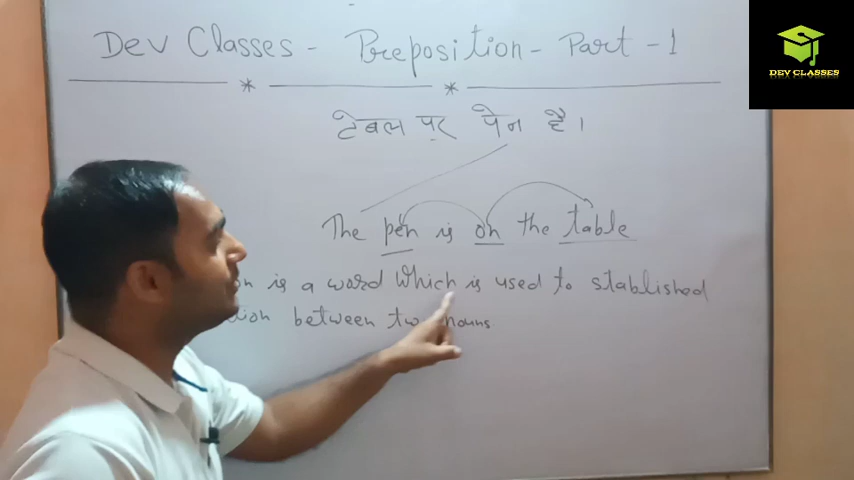 Dev Classes - Preposition - Part - 1
DEV CLASSES
टेबल पर पेन है।
The pen is on the table
is a word which is used to stablished
between two nouns